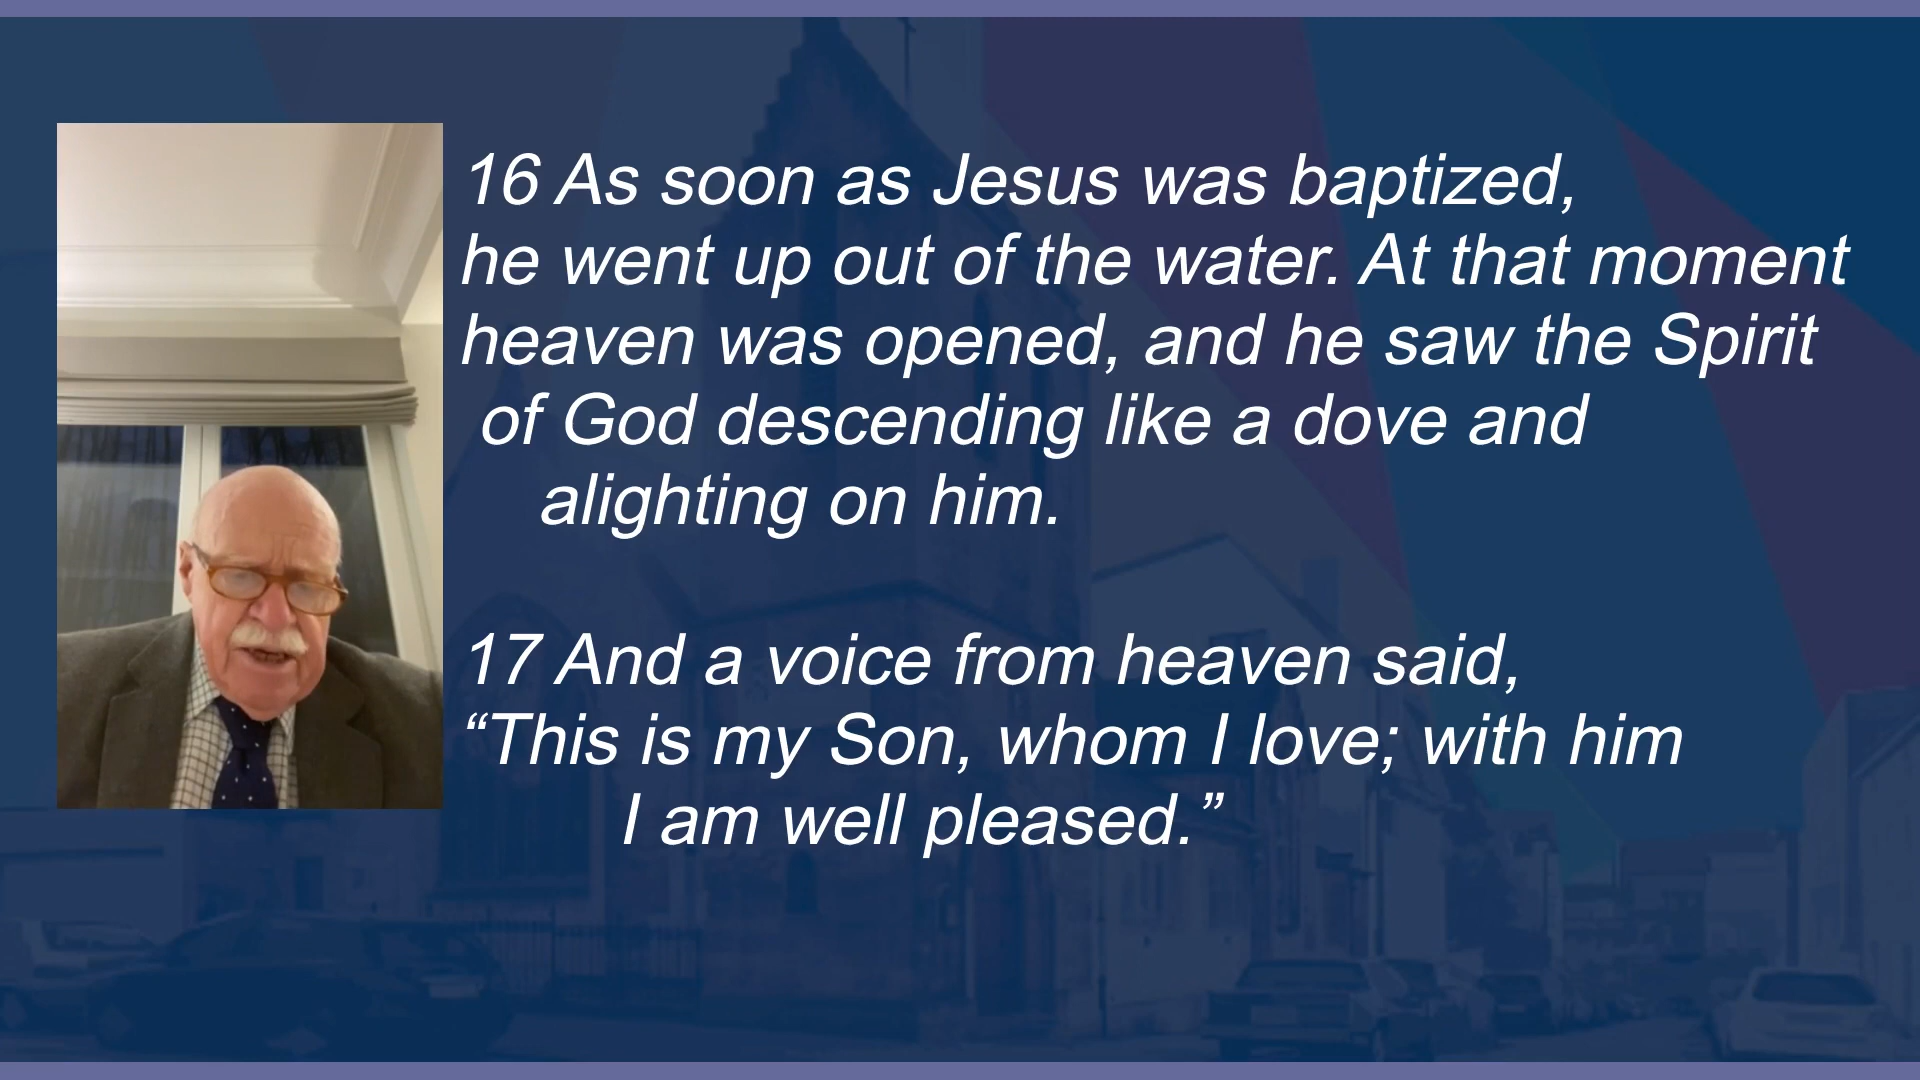 16 As soon as Jesus was baptized,
he went up out of the water. At that moment
heaven was opened, and he saw the Spirit
of God descending like a dove and
alighting on him.
17 And a voice from heaven said,
“This is my Son, whom I love; with him
I am well pleased.”